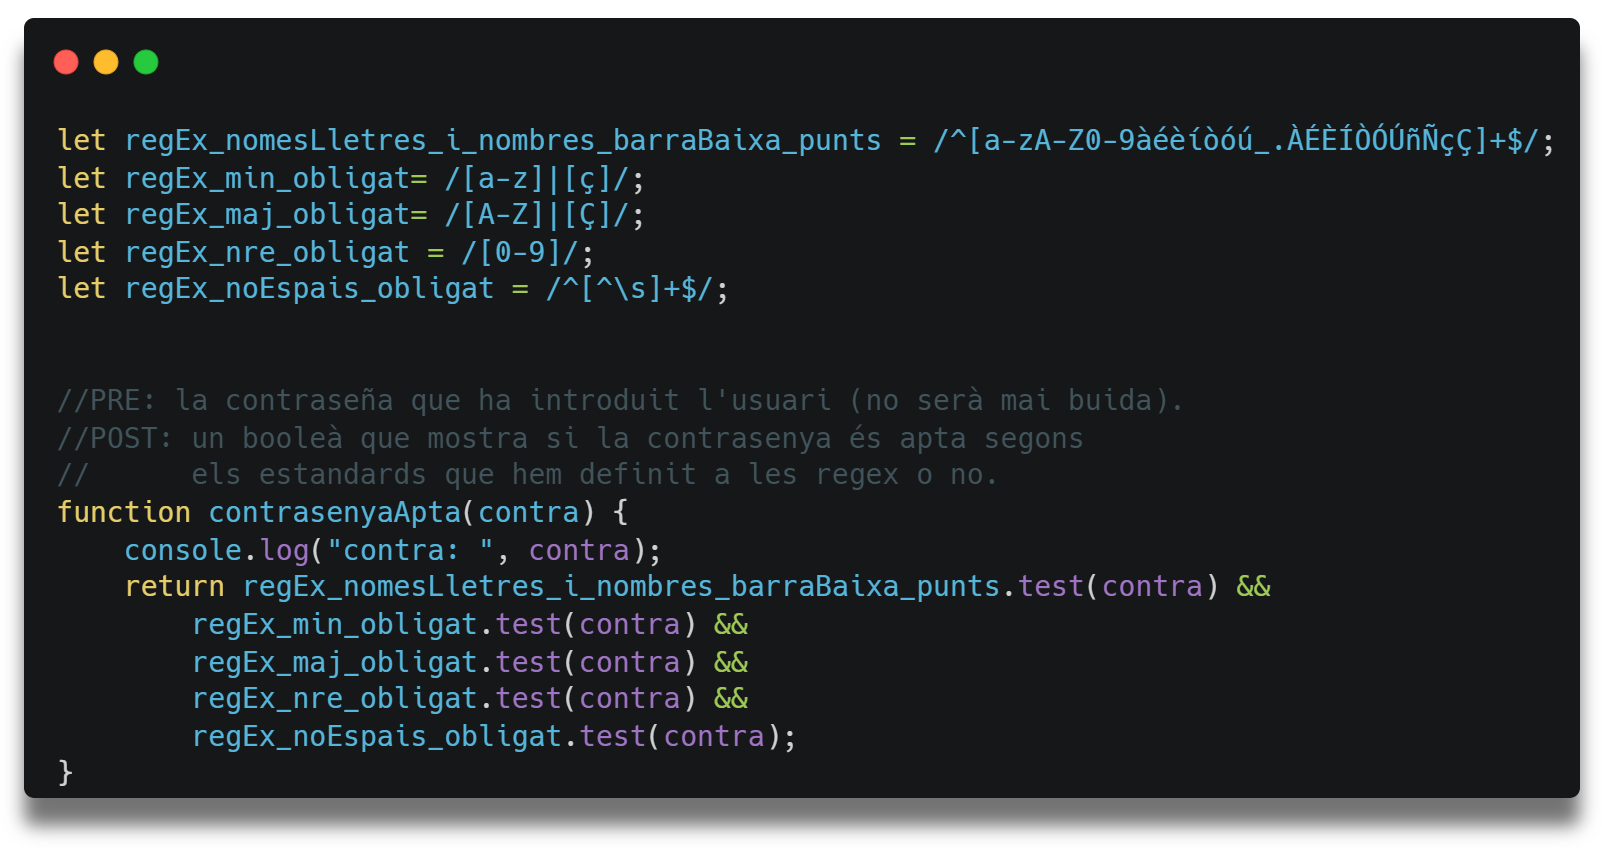 let regEx_nomesLletres_i_nombres_barraBaixa_punts = /^[a-zA-Z0-9àéèíòóú_.ÀÉÈÍÒÓÚñÑçÇ]+$/;
let regEx_min_obligat= /[a-z]|[ç]/;
let regEx_maj_obligat= /[A-Z]|[Ç]/;
let regEx_nre_obligat = /[0-9]/;
let regEx_noEspais_obligat = /^[^\s]+$/;
//PRE: la contraseña que ha introduit l'usuari (no serà mai buida).
//POST: un booleà que mostra si la contrasenya és apta segons
//      els estandards que hem definit a les regex o no.
function contrasenyaApta(contra) {
    console.log("contra: ", contra);
    return regEx_nomesLletres_i_nombres_barraBaixa_punts.test(contra) &&
        regEx_min_obligat.test(contra) &&
        regEx_maj_obligat.test(contra) &&
        regEx_nre_obligat.test(contra) &&
        regEx_noEspais_obligat.test(contra);
}